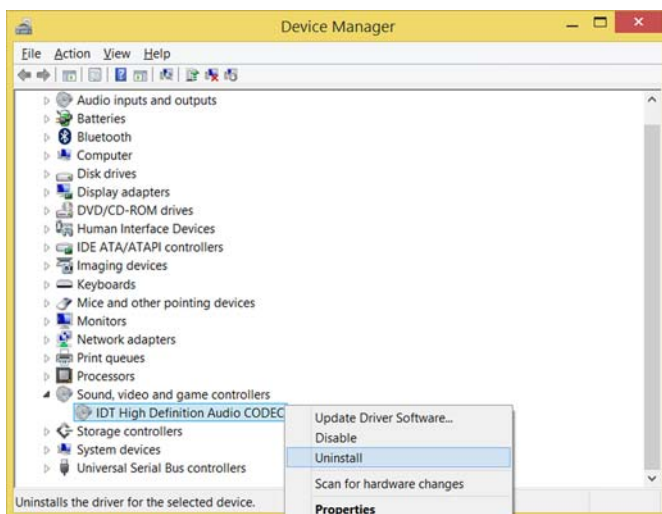 Device Manager
File Action View Help
Audio inputs and outputs
Batteries
Bluetooth
Computer
Disk drives
Display adapters
DVD/CD-ROM drives
Human Interface Devices
IDE ATA/ATAPI controllers
Imaging devices
Keyboards
Mice and other pointing devices
Monitors
Network adapters
Print queues
Processors
Sound, video and game controllers
IDT High Definition Audio CODEC
Update Driver Software...
Disable
Uninstall
Scan for hardware changes
Properties
Storage controllers
System devices
Universal Serial Bus controllers
Uninstalls the driver for the selected device.